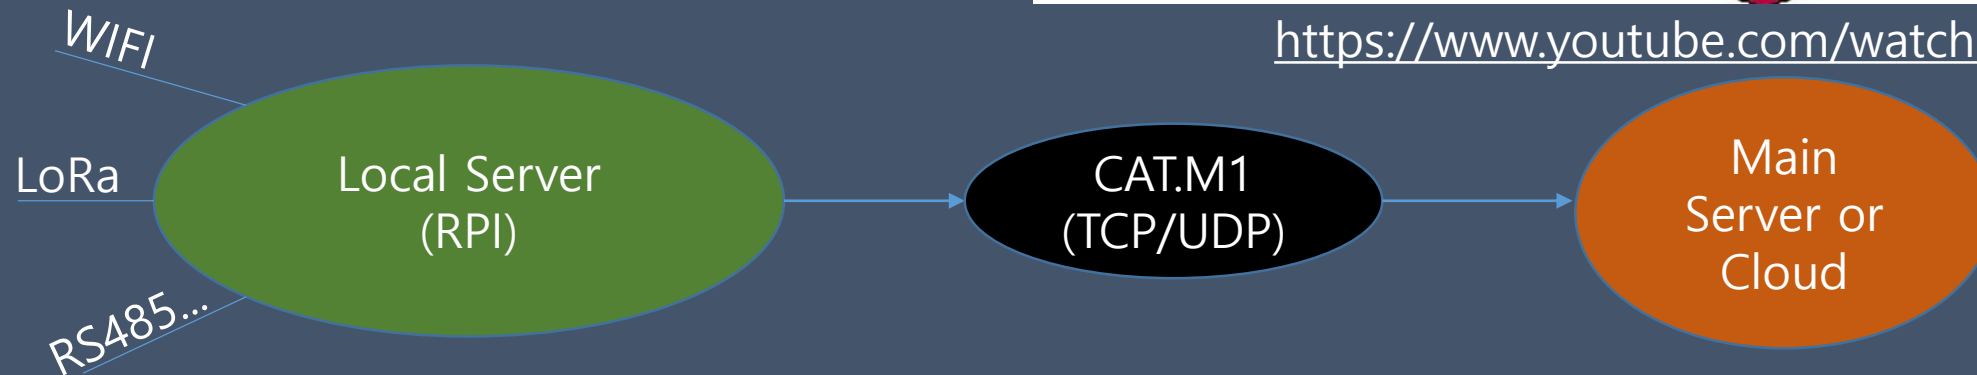 https://www.youtube.com/watch
WIFI
LoRa
RS485...
Local Server
(RPI)
CAT.M1
(TCP/UDP)
Main
Server or
Cloud